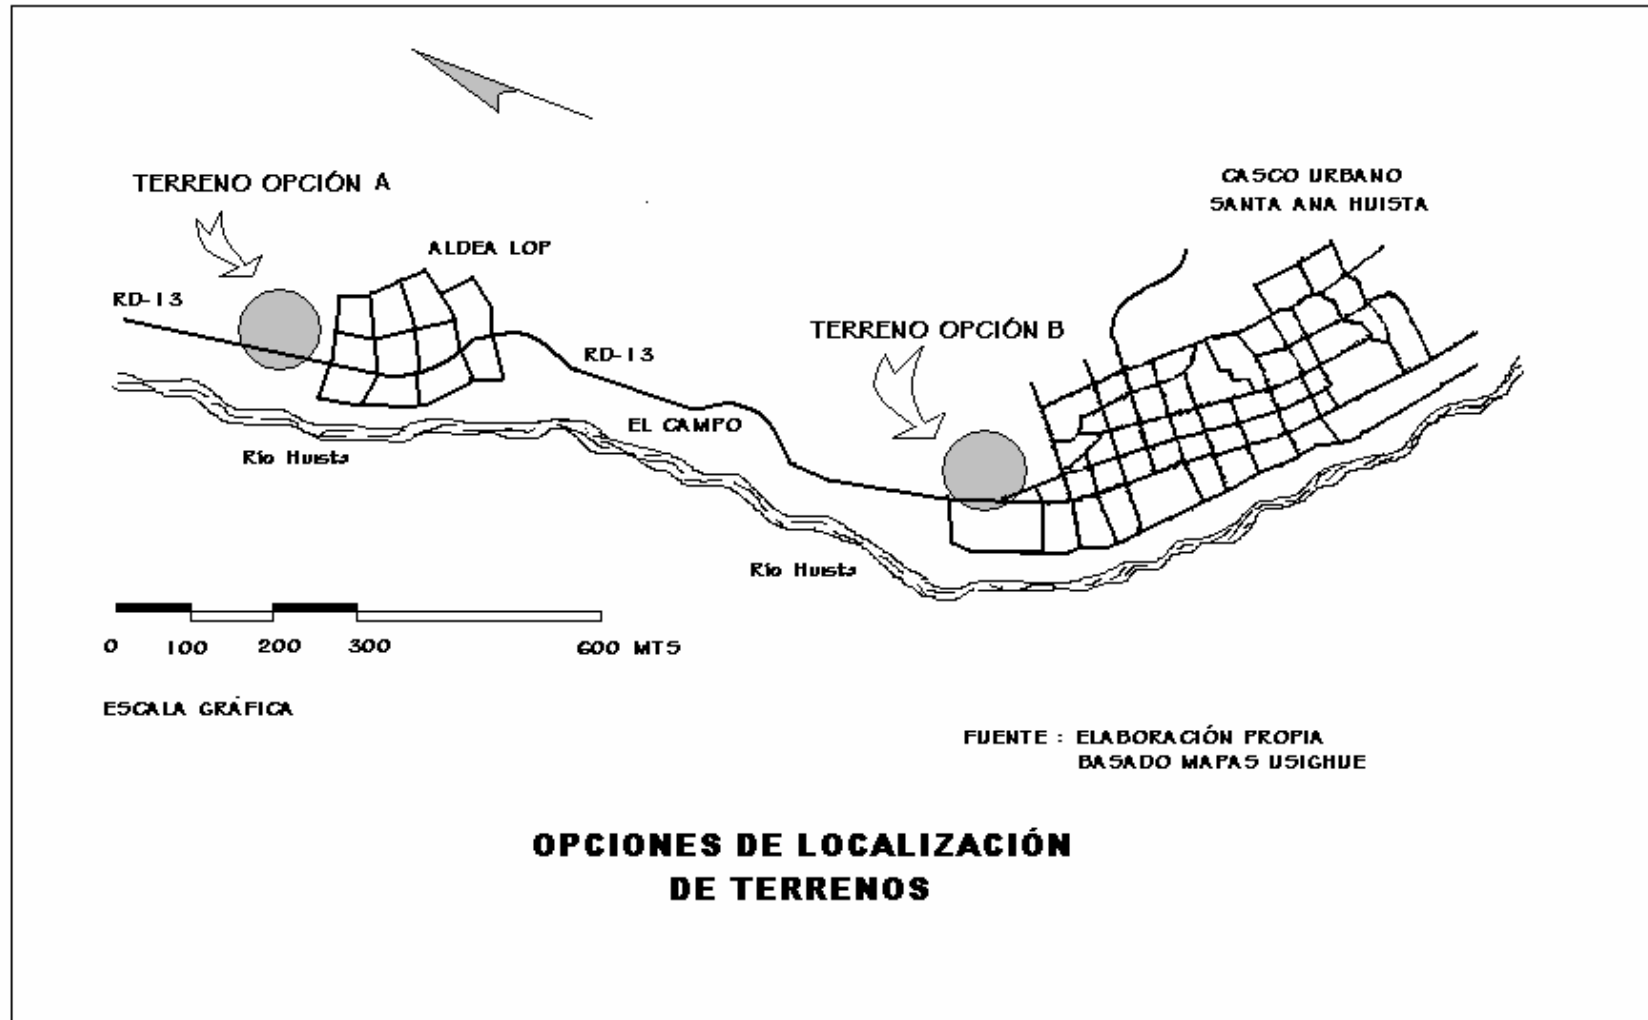 TERRENO OPCIÓN A
CASCO URBANO
SANTA ANA HUISTA
ALDEA LOP
RD-13
TERRENO OPCIÓN B
RD-13
EL CAMPO
Río Huista
Río Huista
0 100 200 300 600 MTS
ESCALA GRÁFICA
FUENTE : ELABORACIÓN PROPIA
BASADO MAPAS USIGHUE
OPCIONES DE LOCALIZACIÓN
DE TERRENOS